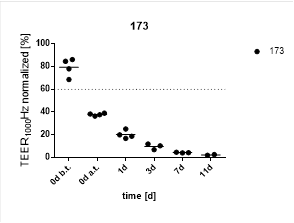 173
TEER1000Hz normalized [%]
100
80
60
40
20
0
0d b.t.
0d a.t.
1d
3d
7d
11d
time [d]
173